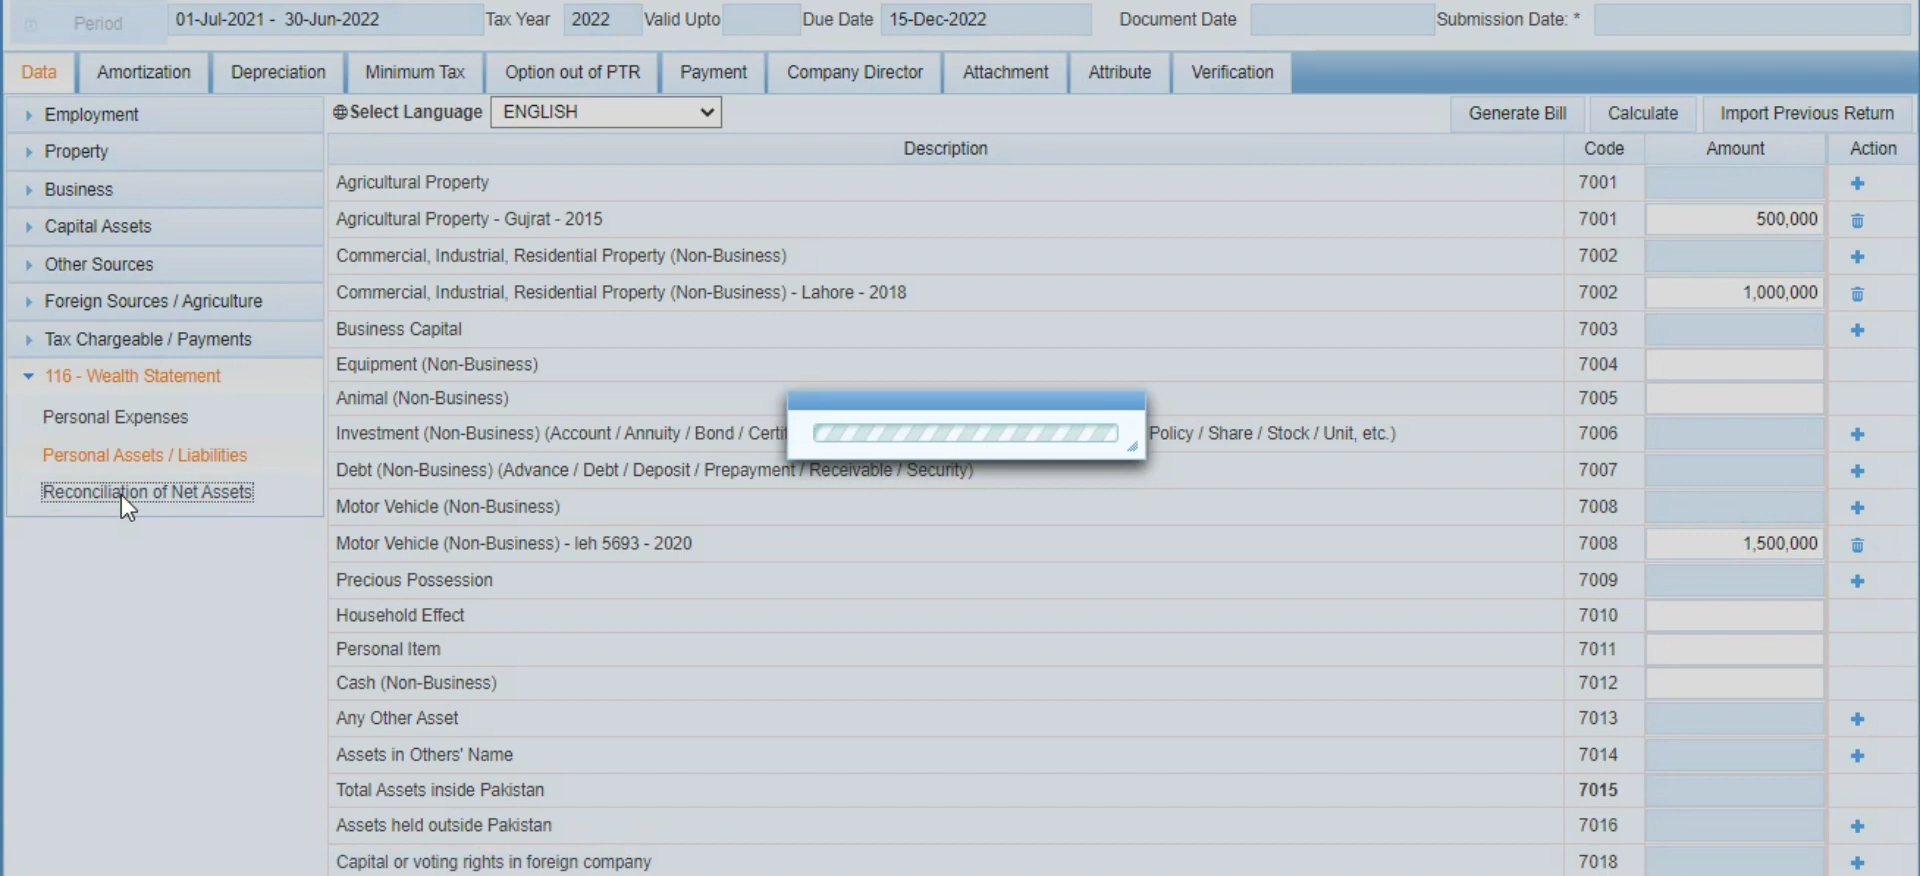 Period 01-Jul-2021 - 30-Jun-2022 Tax Year 2022 Valid Upto Due Date 15-Dec-2022 Document Date Submission Date: *
Data Amortization Depreciation Minimum Tax Option out of PTR Payment Company Director Attachment Attribute Verification
Employment
Property
Business
Capital Assets
Other Sources
Foreign Sources / Agriculture
Tax Chargeable / Payments
116 - Wealth Statement
Personal Expenses
Personal Assets / Liabilities
Reconciliation of Net Assets
Select Language ENGLISH Generate Bill Calculate Import Previous Return
Description Code Amount Action
Agricultural Property 7001
Agricultural Property - Gujrat - 2015 7001 500,000
Commercial, Industrial, Residential Property (Non-Business) 7002
Commercial, Industrial, Residential Property (Non-Business) - Lahore - 2018 7002 1,000,000
Business Capital 7003
Equipment (Non-Business) 7004
Animal (Non-Business) 7005
Investment (Non-Business) (Account / Annuity / Bond / Policy / Share / Stock / Unit, etc.) 7006
Debt (Non-Business) (Advance / Debt / Deposit / Prepayment / Receivable / Security) 7007
Motor Vehicle (Non-Business) 7008
Motor Vehicle (Non-Business) - leh 5693 - 2020 7008 1,500,000
Precious Possession 7009
Household Effect 7010
Personal Item 7011
Cash (Non-Business) 7012
Any Other Asset 7013
Assets in Others' Name 7014
Total Assets inside Pakistan 7015
Assets held outside Pakistan 7016
Capital or voting rights in foreign company 7018